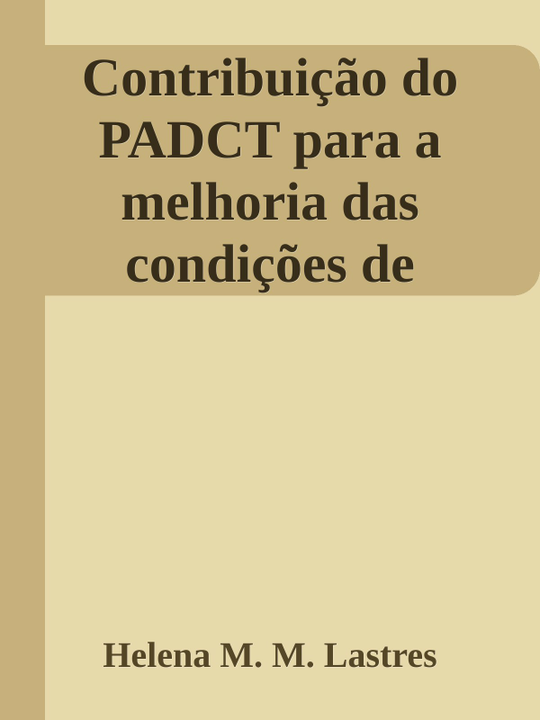 Contribuição do
PADCT para a
melhoria das
condições de
Helena M. M. Lastres